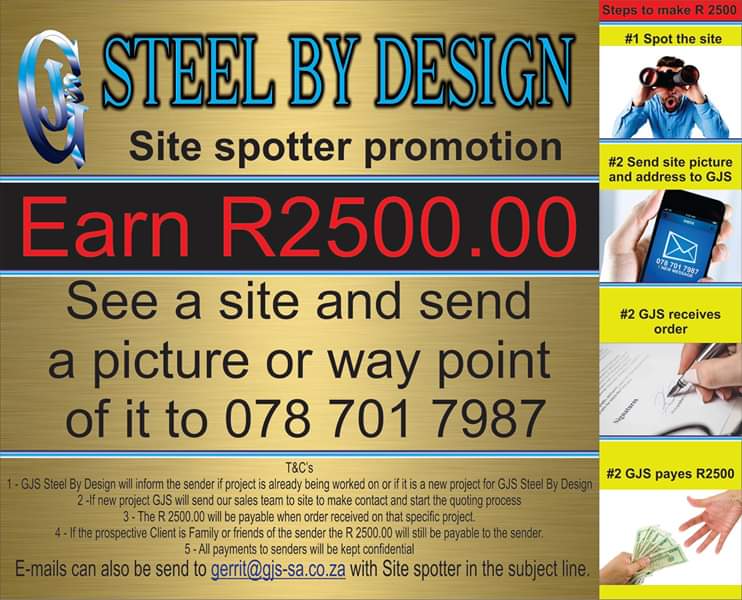 GJS
STEEL BY DESIGN
Site spotter promotion
Earn R2500.00
See a site and send
a picture or way point
of it to 078 701 7987
T&C's
1 - GJS Steel By Design will inform the sender if project is already being worked on or if it is a new project for GJS Steel By Design
2 -If new project GJS will send our sales team to site to make contact and start the quoting process
3 - The R 2500.00 will be payable when order received on that specific project.
4 - If the prospective Client is Family or friends of the sender the R 2500.00 will still be payable to the sender.
5 - All payments to senders will be kept confidential
E-mails can also be send to gerrit@gjs-sa.co.za with Site spotter in the subject line.
Steps to make R 2500
#1 Spot the site
#2 Send site picture
and address to GJS
078 701 7987
1 NEW MESSAGE
#2 GJS receives
order
Signature
#2 GJS payes R2500